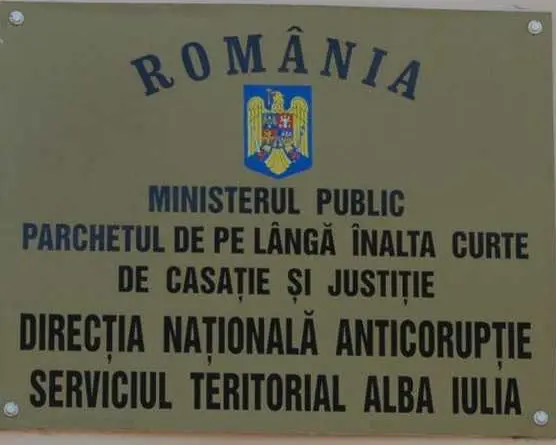 ROMÂNIA
MINISTERUL PUBLIC
PARCHETUL DE PE LÂNGĂ ÎNALTA CURTE
DE CASAȚIE ȘI JUSTIȚIE
DIRECȚIA NAȚIONALĂ ANTICORUPȚIE
SERVICIUL TERITORIAL ALBA IULIA